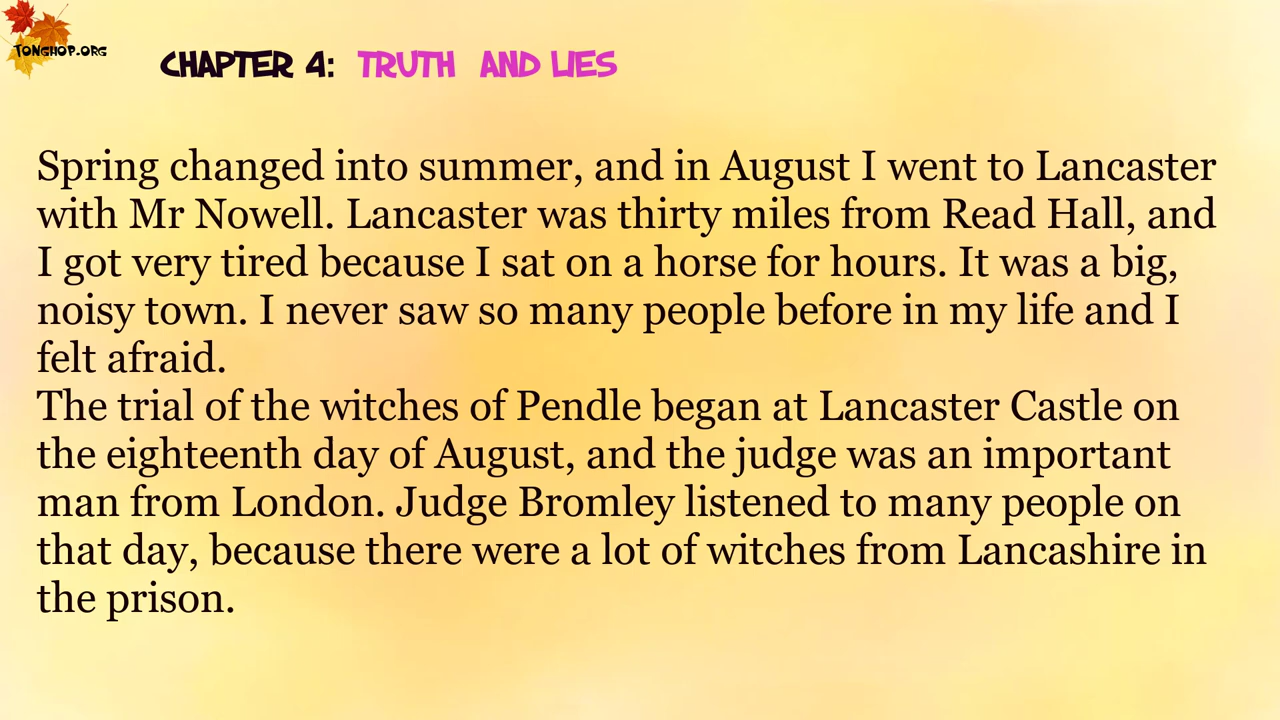 TONGHOP.ORG
CHAPTER 4: TRUTH AND LIES
Spring changed into summer, and in August I went to Lancaster
with Mr Nowell. Lancaster was thirty miles from Read Hall, and
I got very tired because I sat on a horse for hours. It was a big,
noisy town. I never saw so many people before in my life and I
felt afraid.
The trial of the witches of Pendle began at Lancaster Castle on
the eighteenth day of August, and the judge was an important
man from London. Judge Bromley listened to many people on
that day, because there were a lot of witches from Lancashire in
the prison.